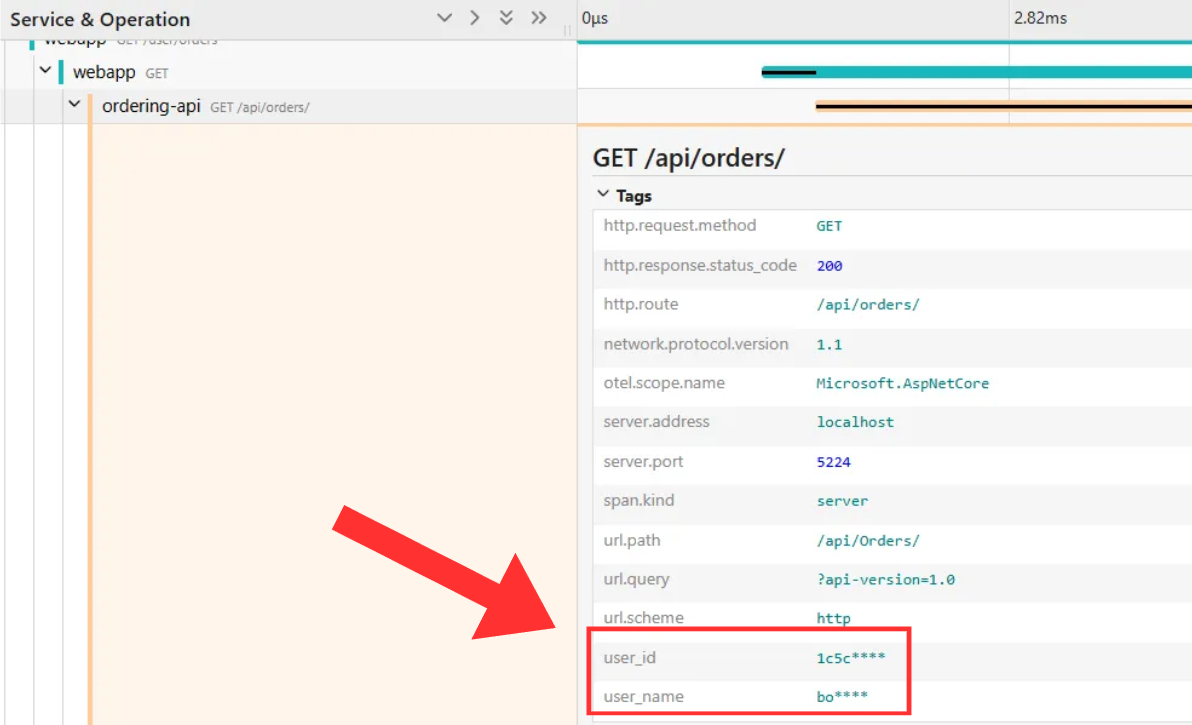 Service & Operation
0μs
2.82ms
webapp GET /user/orders
webapp GET
ordering-api GET /api/orders/
GET /api/orders/
Tags
http.request.method GET
http.response.status_code 200
http.route /api/orders/
network.protocol.version 1.1
otel.scope.name Microsoft.AspNetCore
server.address localhost
server.port 5224
span.kind server
url.path /api/Orders/
url.query ?api-version=1.0
url.scheme http
user_id 1c5c****
user_name bo****